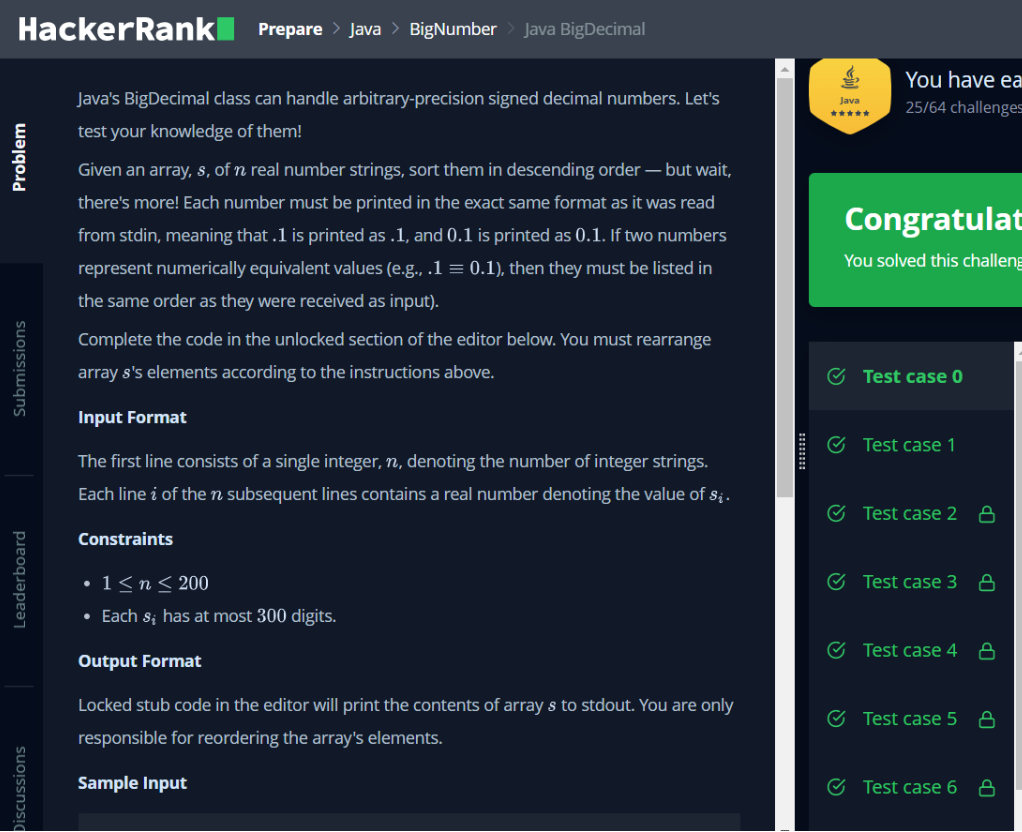 HackerRank Prepare > Java > BigNumber > Java BigDecimal
Problem
Submissions
Leaderboard
Discussions
Java's BigDecimal class can handle arbitrary-precision signed decimal numbers. Let's
test your knowledge of them!
Given an array, s, of n real number strings, sort them in descending order — but wait,
there's more! Each number must be printed in the exact same format as it was read
from stdin, meaning that .1 is printed as .1, and 0.1 is printed as 0.1. If two numbers
represent numerically equivalent values (e.g., .1 ≡ 0.1), then they must be listed in
the same order as they were received as input).
Complete the code in the unlocked section of the editor below. You must rearrange
array s's elements according to the instructions above.
Input Format
The first line consists of a single integer, n, denoting the number of integer strings.
Each line i of the n subsequent lines contains a real number denoting the value of sᵢ.
Constraints
• 1 ≤ n ≤ 200
• Each sᵢ has at most 300 digits.
Output Format
Locked stub code in the editor will print the contents of array s to stdout. You are only
responsible for reordering the array's elements.
Sample Input
Java
You have ea
25/64 challenges
Congratulat
You solved this challeng
Test case 0
Test case 1
Test case 2
Test case 3
Test case 4
Test case 5
Test case 6